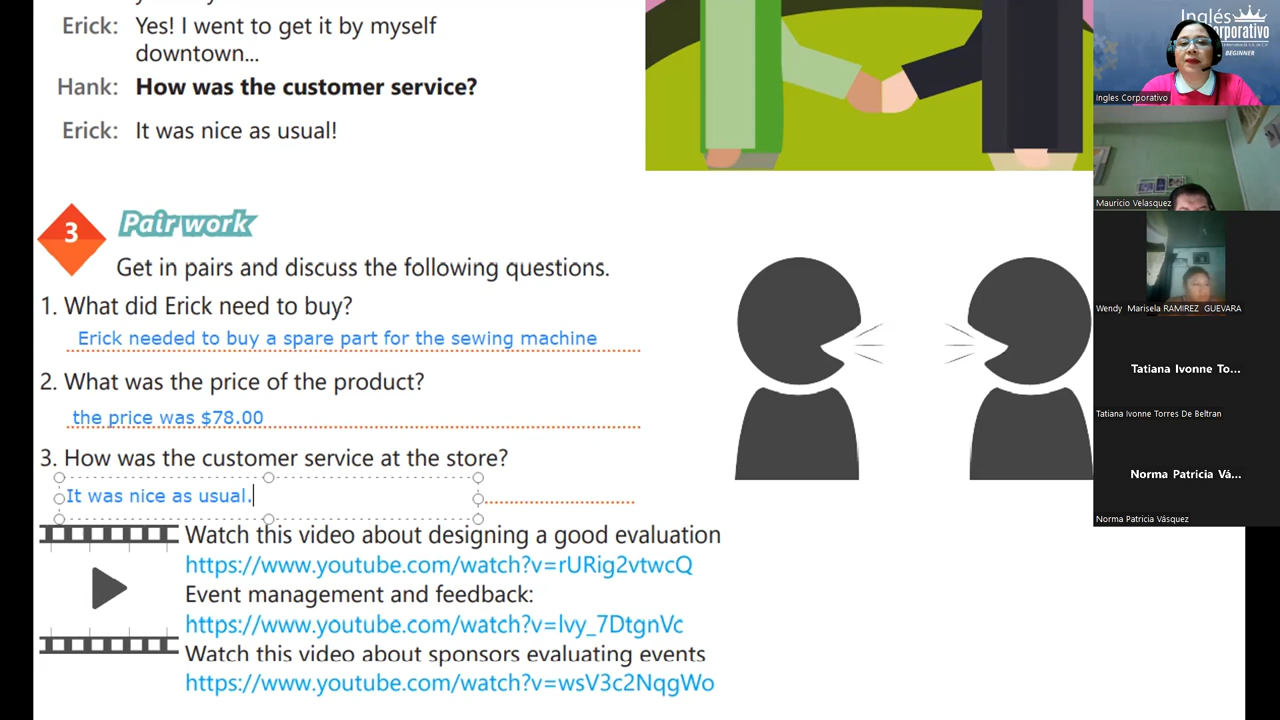 Erick: Yes! I went to get it by myself
downtown...
Hank: How was the customer service?
Erick: It was nice as usual!
3
Pair work
Get in pairs and discuss the following questions.
1. What did Erick need to buy?
Erick needed to buy a spare part for the sewing machine
2. What was the price of the product?
the price was $78.00
3. How was the customer service at the store?
It was nice as usual.
Watch this video about designing a good evaluation
https://www.youtube.com/watch?v=rURig2vtwcQ
Event management and feedback:
https://www.youtube.com/watch?v=lvy_7DtgnVc
Watch this video about sponsors evaluating events
https://www.youtube.com/watch?v=wsV3c2NqgWo
Inglés
Corporativo
BEGINNER
Ingles Corporativo
Mauricio Velasquez
Wendy Marisela RAMIREZ GUEVARA
Tatiana Ivonne To...
Tatiana Ivonne Torres De Beltran
Norma Patricia Vá...
Norma Patricia Vásquez